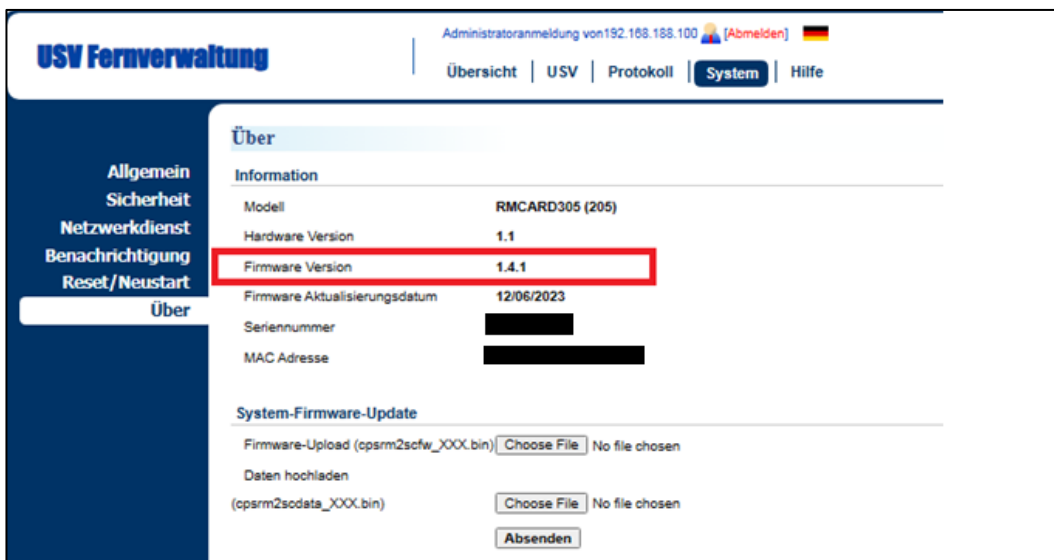 Administratoranmeldung von192.168.188.100 [Abmelden]
USV Fernverwaltung
Übersicht | USV | Protokoll | System | Hilfe
Über
Allgemein
Sicherheit
Netzwerkdienst
Benachrichtigung
Reset/Neustart
Über
Information
Modell RMCARD305 (205)
Hardware Version 1.1
Firmware Version 1.4.1
Firmware Aktualisierungsdatum 12/06/2023
Seriennummer
MAC Adresse
System-Firmware-Update
Firmware-Upload (cpsrm2scfw_XXX.bin) Choose File No file chosen
Daten hochladen
(cpsrm2scdata_XXX.bin) Choose File No file chosen
Absenden